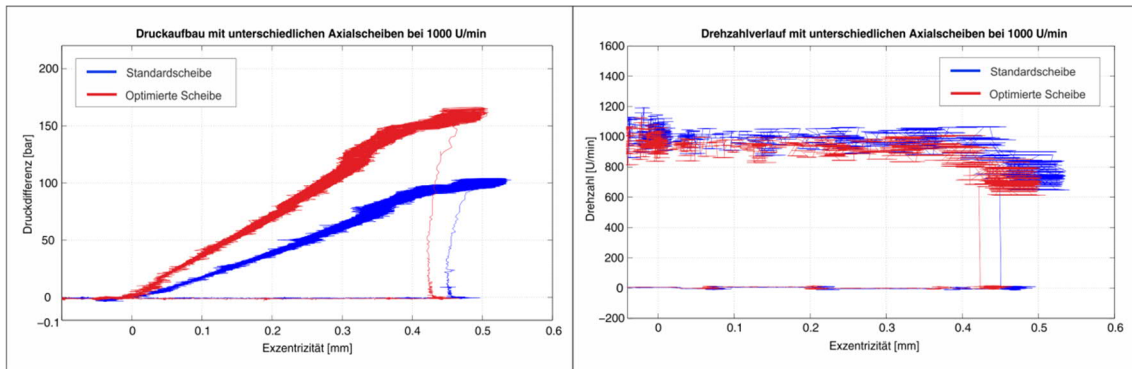 Druckaufbau mit unterschiedlichen Axialscheiben bei 1000 U/min
200
150
100
50
0
−0.1
Druckdifferenz [bar]
Standardscheibe
Optimierte Scheibe
0 0.1 0.2 0.3 0.4 0.5 0.6
Exzentrizität [mm]
Drehzahlverlauf mit unterschiedlichen Axialscheiben bei 1000 U/min
1600
1400
1200
1000
800
600
400
200
0
−200
Drehzahl [U/min]
Standardscheibe
Optimierte Scheibe
0 0.1 0.2 0.3 0.4 0.5 0.6
Exzentrizität [mm]